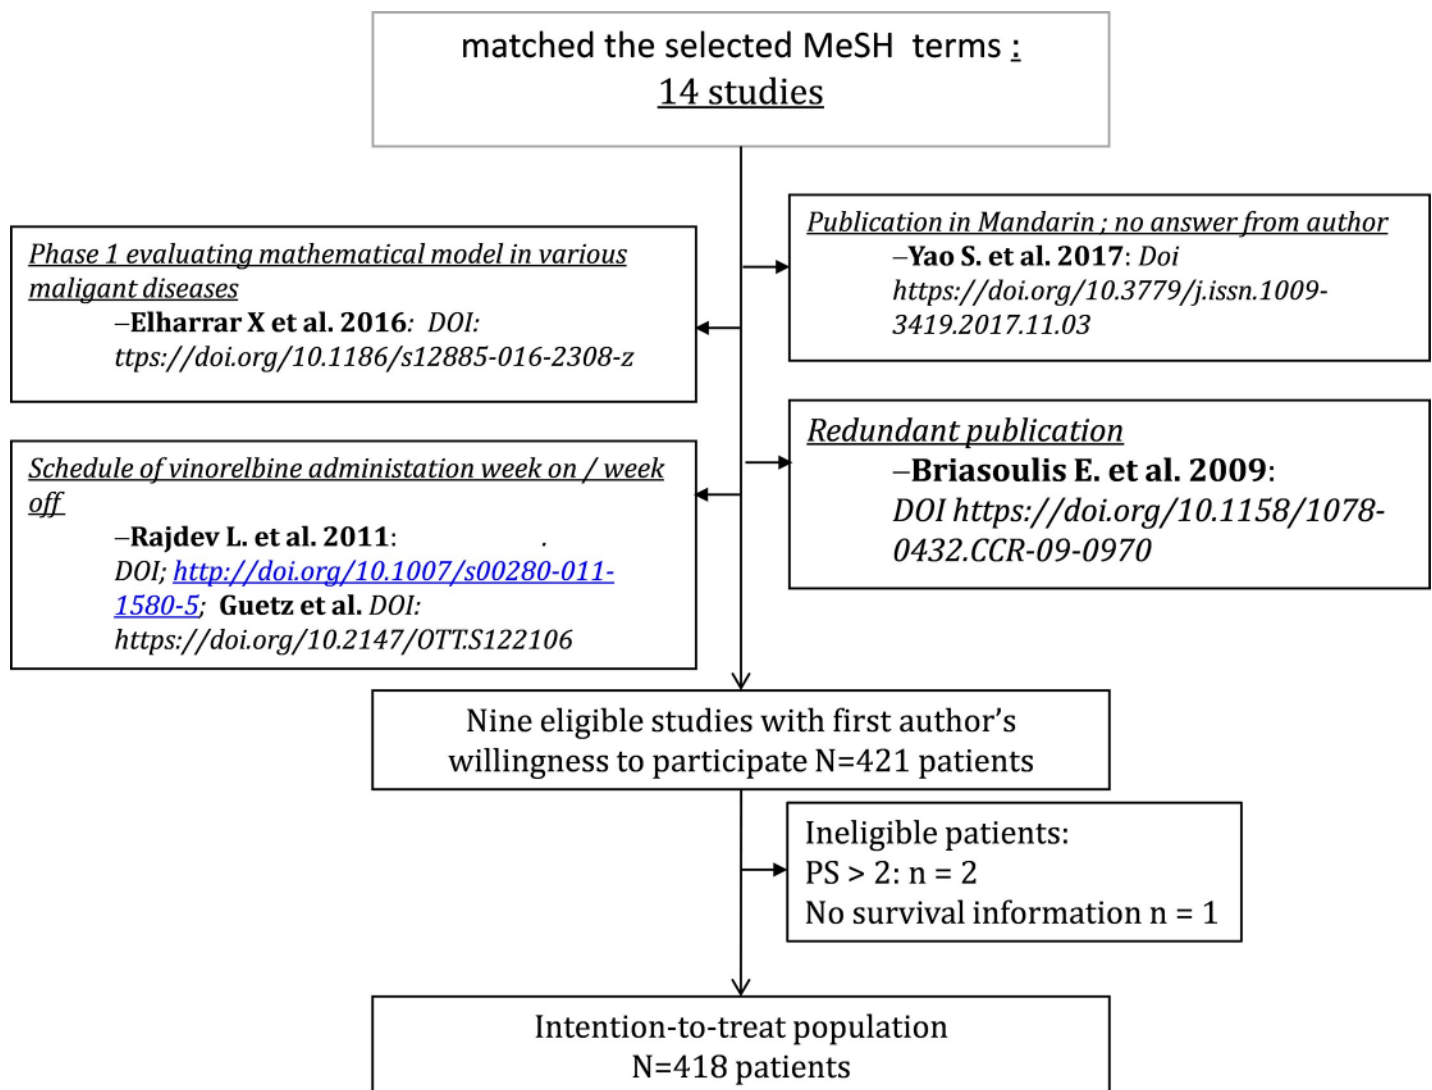 matched the selected MeSH terms :
14 studies
Phase 1 evaluating mathematical model in various
maligant diseases
–Elharrar X et al. 2016: DOI:
ttps://doi.org/10.1186/s12885-016-2308-z
Publication in Mandarin ; no answer from author
–Yao S. et al. 2017: Doi
https://doi.org/10.3779/j.issn.1009-
3419.2017.11.03
Schedule of vinorelbine administation week on / week
off
–Rajdev L. et al. 2011: .
DOI; http://doi.org/10.1007/s00280-011-
1580-5; Guetz et al. DOI:
https://doi.org/10.2147/OTT.S122106
Redundant publication
–Briasoulis E. et al. 2009:
DOI https://doi.org/10.1158/1078-
0432.CCR-09-0970
Nine eligible studies with first author’s
willingness to participate N=421 patients
Ineligible patients:
PS > 2: n = 2
No survival information n = 1
Intention-to-treat population
N=418 patients